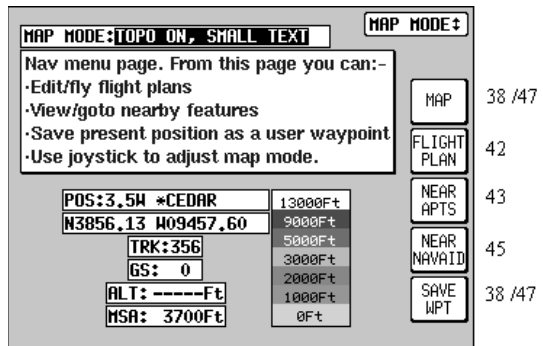 MAP MODE↕
MAP MODE:TOPO ON, SMALL TEXT
Nav menu page. From this page you can:-
·Edit/fly flight plans
·View/goto nearby features
·Save present position as a user waypoint
·Use joystick to adjust map mode.
MAP 38 /47
FLIGHT PLAN 42
NEAR APTS 43
NEAR NAVAID 45
SAVE WPT 38 /47
POS:3.5W *CEDAR
N3856.13 W09457.60
TRK:356
GS: 0
ALT:-----Ft
MSA: 3700Ft
13000Ft
9000Ft
5000Ft
3000Ft
2000Ft
1000Ft
0Ft